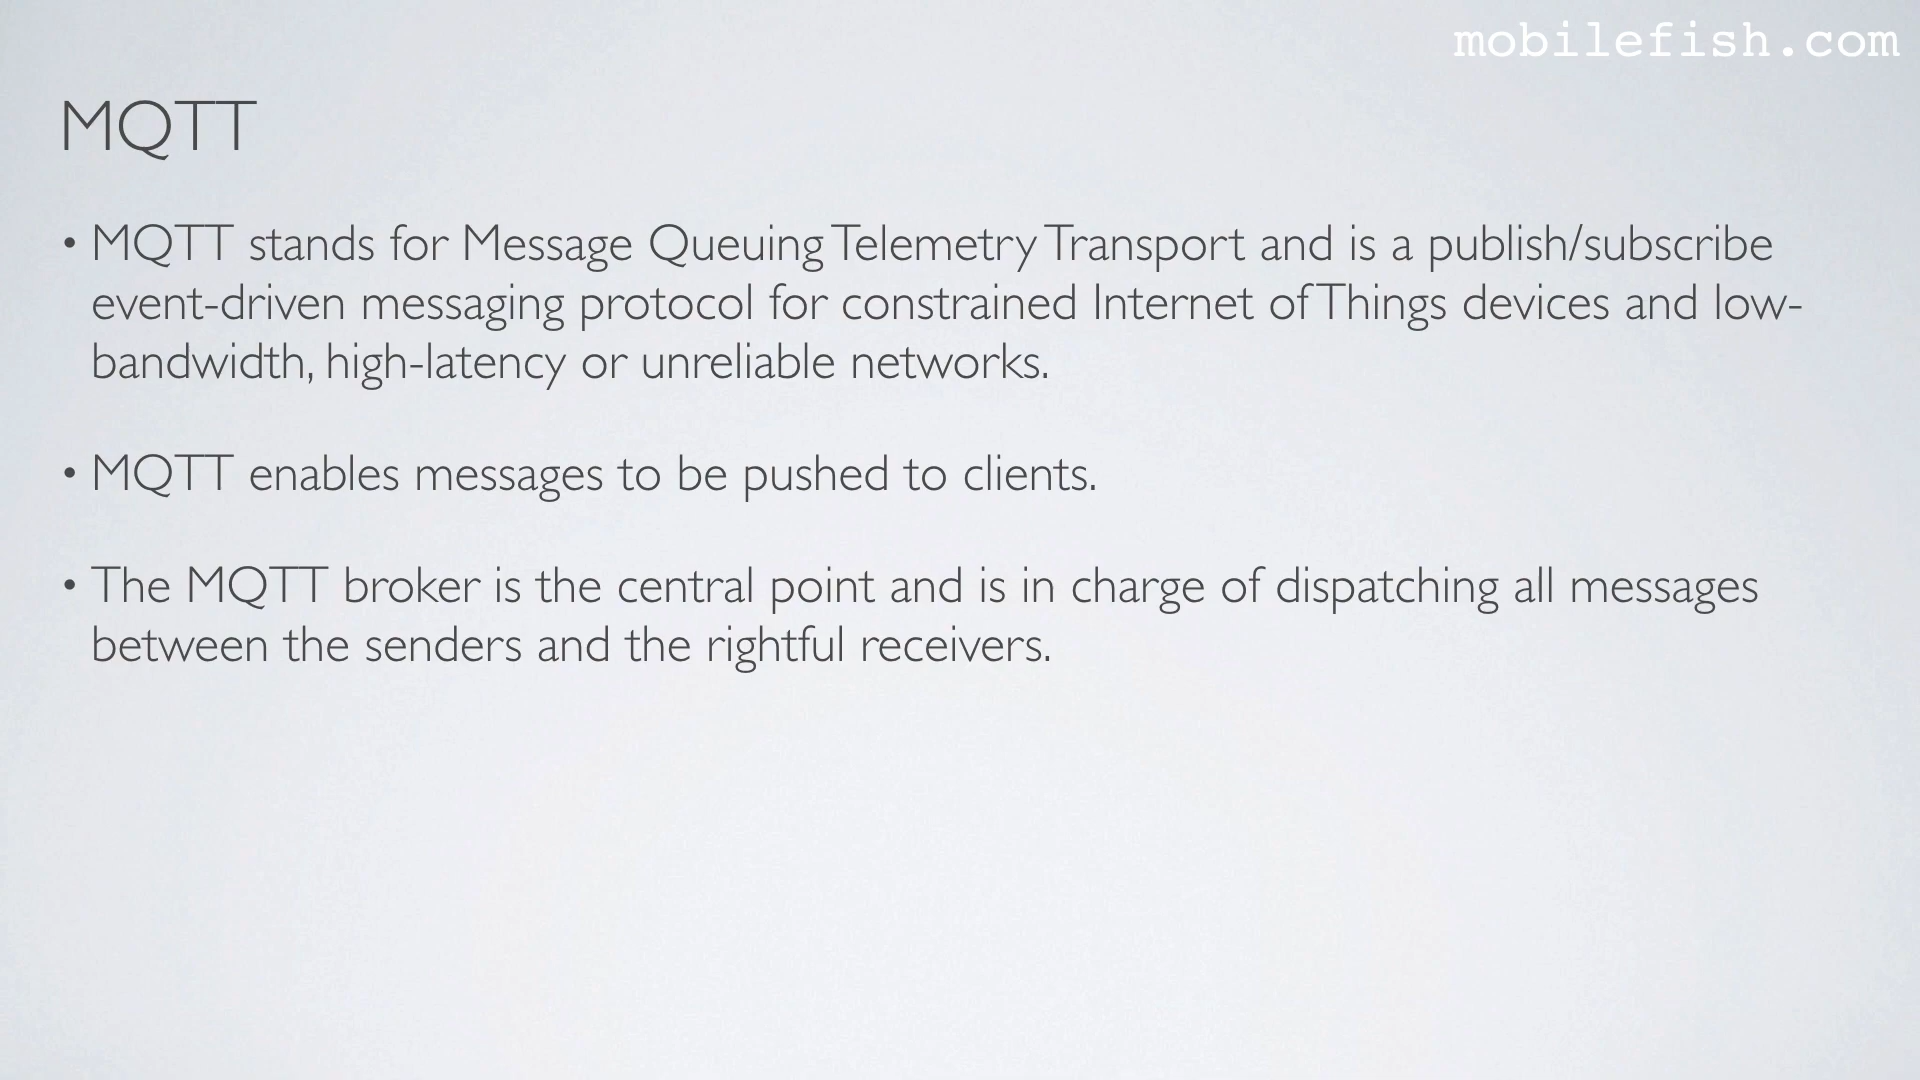 mobilefish.com
MQTT
• MQTT stands for Message Queuing Telemetry Transport and is a publish/subscribe
event-driven messaging protocol for constrained Internet of Things devices and low-
bandwidth, high-latency or unreliable networks.
• MQTT enables messages to be pushed to clients.
• The MQTT broker is the central point and is in charge of dispatching all messages
between the senders and the rightful receivers.